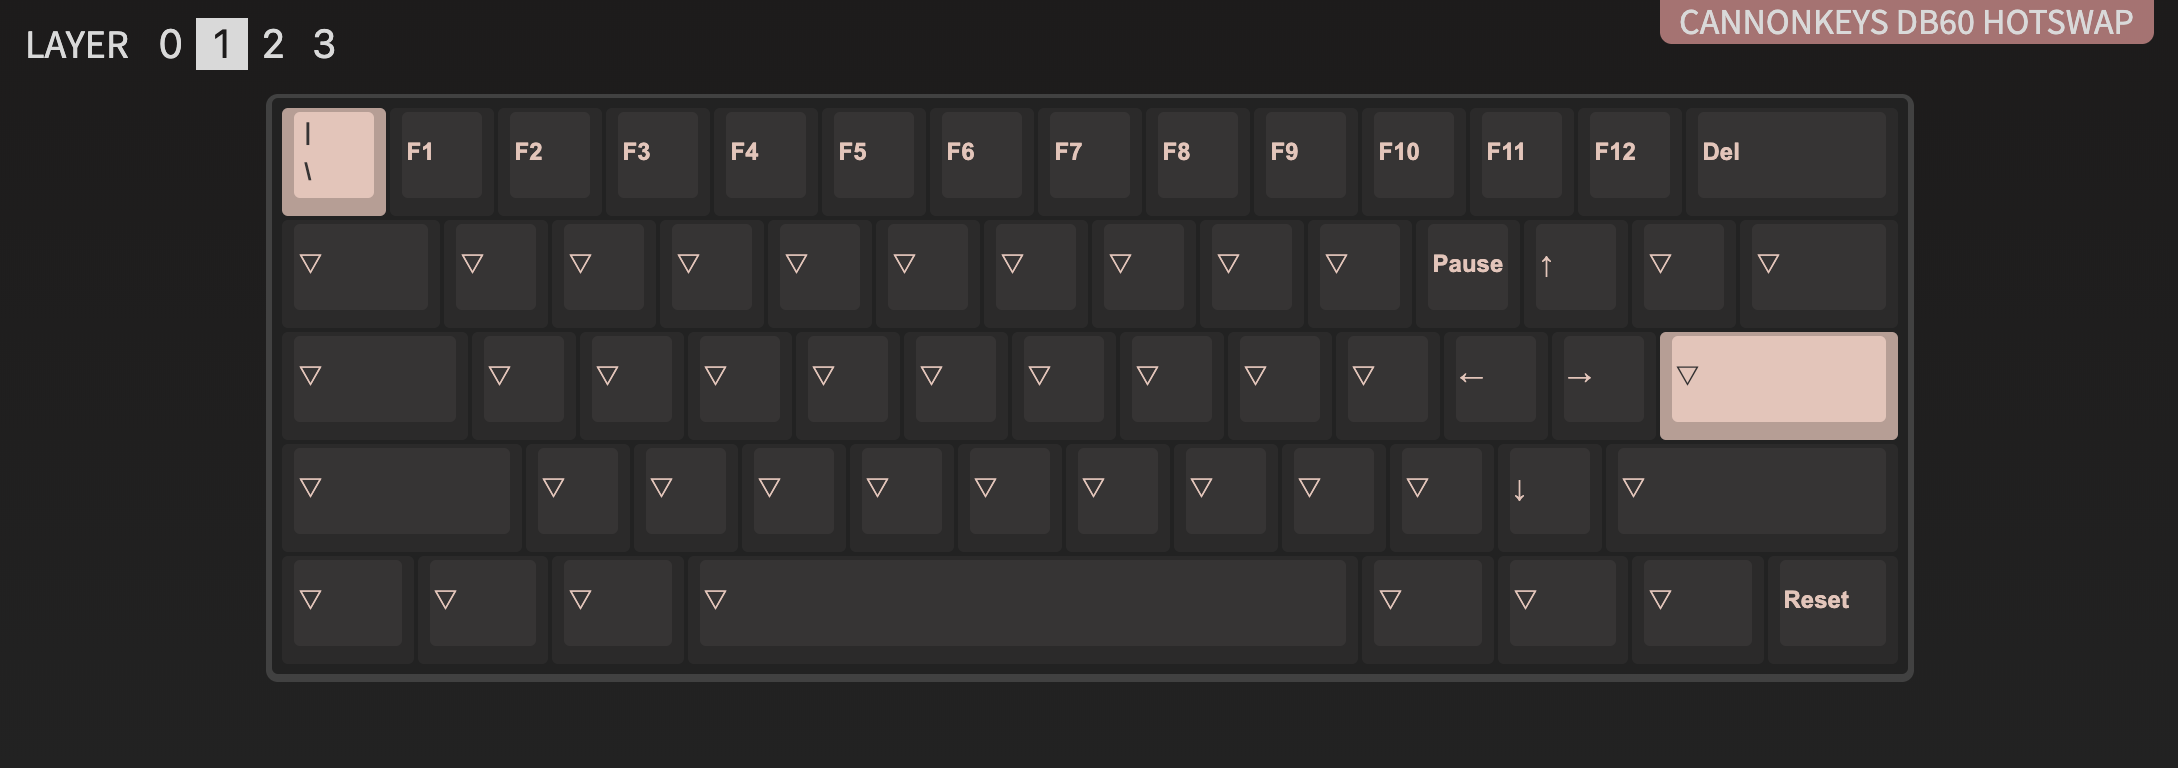 LAYER 0 1 2 3
CANNONKEYS DB60 HOTSWAP
|
\
F1 F2 F3 F4 F5 F6 F7 F8 F9 F10 F11 F12 Del
▽ ▽ ▽ ▽ ▽ ▽ ▽ ▽ ▽ ▽ Pause ↑ ▽ ▽
▽ ▽ ▽ ▽ ▽ ▽ ▽ ▽ ▽ ▽ ← → ▽
▽ ▽ ▽ ▽ ▽ ▽ ▽ ▽ ▽ ▽ ↓ ▽
▽ ▽ ▽ ▽ ▽ ▽ ▽ Reset